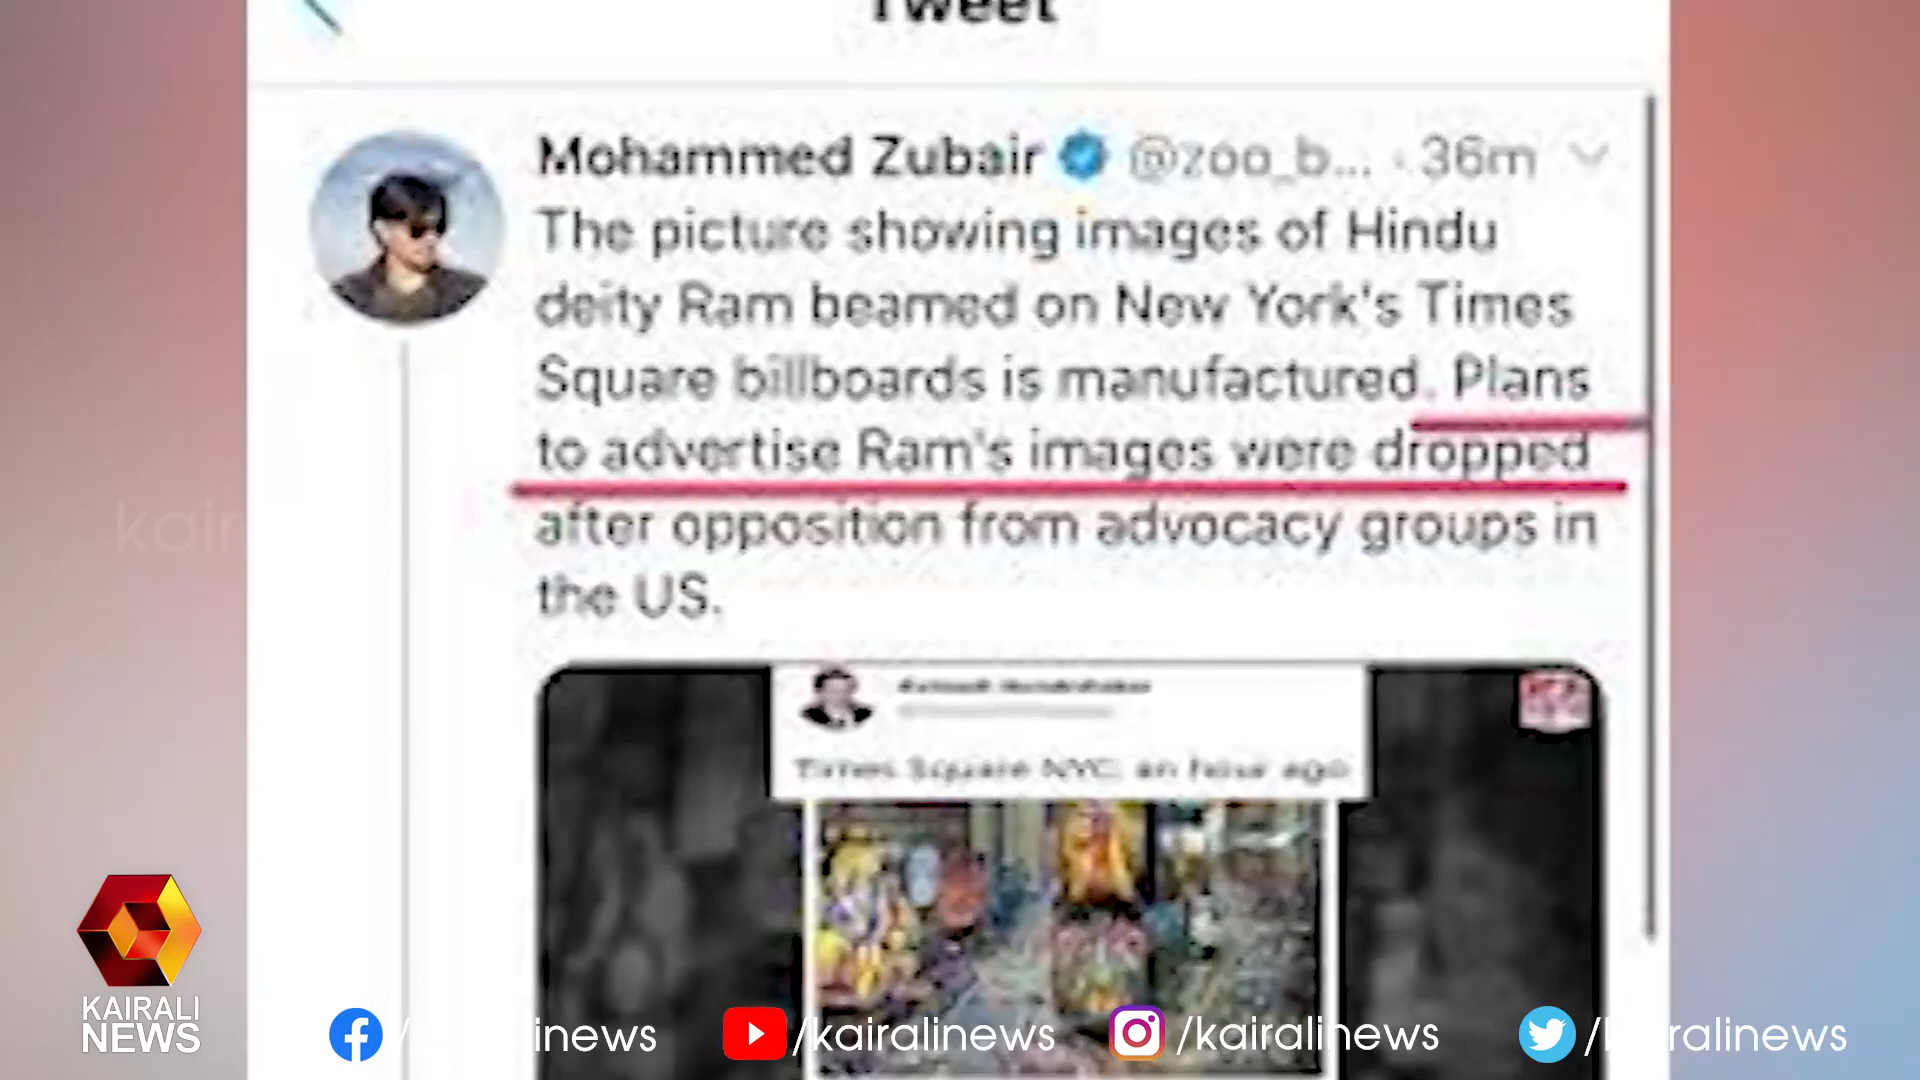 Tweet
Mohammed Zubair @zoo_b... · 36m
The picture showing images of Hindu
deity Ram beamed on New York's Times
Square billboards is manufactured. Plans
to advertise Ram's images were dropped
after opposition from advocacy groups in
the US.
Times Square NYC, an hour ago
kair
KAIRALI
NEWS
/ inews
/kairalinews
/kairalinews
/k ralinews